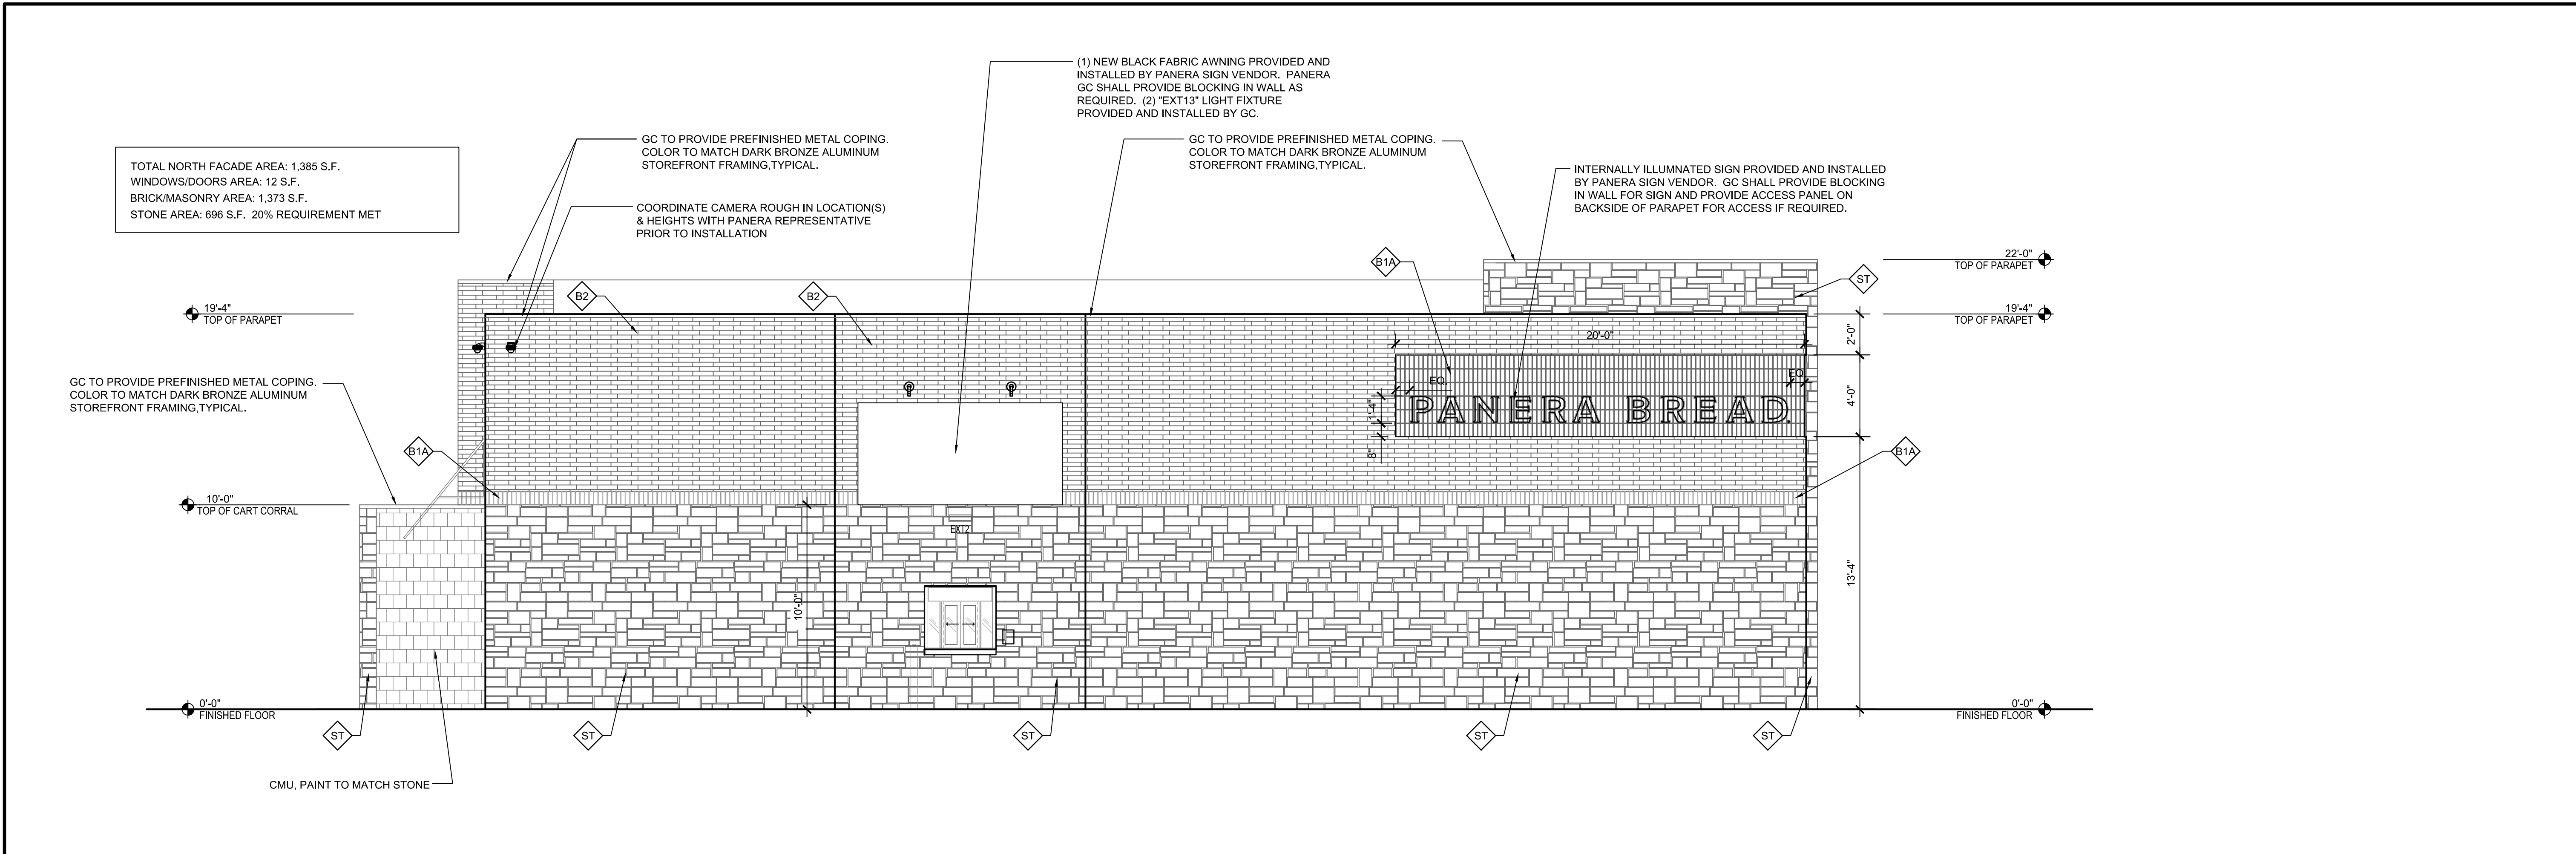 (1) NEW BLACK FABRIC AWNING PROVIDED AND
INSTALLED BY PANERA SIGN VENDOR. PANERA
GC SHALL PROVIDE BLOCKING IN WALL AS
REQUIRED. (2) "EXT13" LIGHT FIXTURE
PROVIDED AND INSTALLED BY GC.
TOTAL NORTH FACADE AREA: 1,385 S.F.
WINDOWS/DOORS AREA: 12 S.F.
BRICK/MASONRY AREA: 1,373 S.F.
STONE AREA: 696 S.F. 20% REQUIREMENT MET
GC TO PROVIDE PREFINISHED METAL COPING.
COLOR TO MATCH DARK BRONZE ALUMINUM
STOREFRONT FRAMING,TYPICAL.
COORDINATE CAMERA ROUGH IN LOCATION(S)
& HEIGHTS WITH PANERA REPRESENTATIVE
PRIOR TO INSTALLATION
GC TO PROVIDE PREFINISHED METAL COPING.
COLOR TO MATCH DARK BRONZE ALUMINUM
STOREFRONT FRAMING,TYPICAL.
INTERNALLY ILLUMNATED SIGN PROVIDED AND INSTALLED
BY PANERA SIGN VENDOR. GC SHALL PROVIDE BLOCKING
IN WALL FOR SIGN AND PROVIDE ACCESS PANEL ON
BACKSIDE OF PARAPET FOR ACCESS IF REQUIRED.
B1A
22'-0"
TOP OF PARAPET
ST
B2
B2
19'-4"
TOP OF PARAPET
19'-4"
TOP OF PARAPET
20'-0"
2'-0"
EQ
EQ
4'-0"
1'-4"
PANERA BREAD.
8"
GC TO PROVIDE PREFINISHED METAL COPING.
COLOR TO MATCH DARK BRONZE ALUMINUM
STOREFRONT FRAMING,TYPICAL.
B1A
B1A
10'-0"
TOP OF CART CORRAL
EXT2
10'-0"
13'-4"
0'-0"
FINISHED FLOOR
0'-0"
FINISHED FLOOR
ST
ST
ST
ST
ST
CMU, PAINT TO MATCH STONE